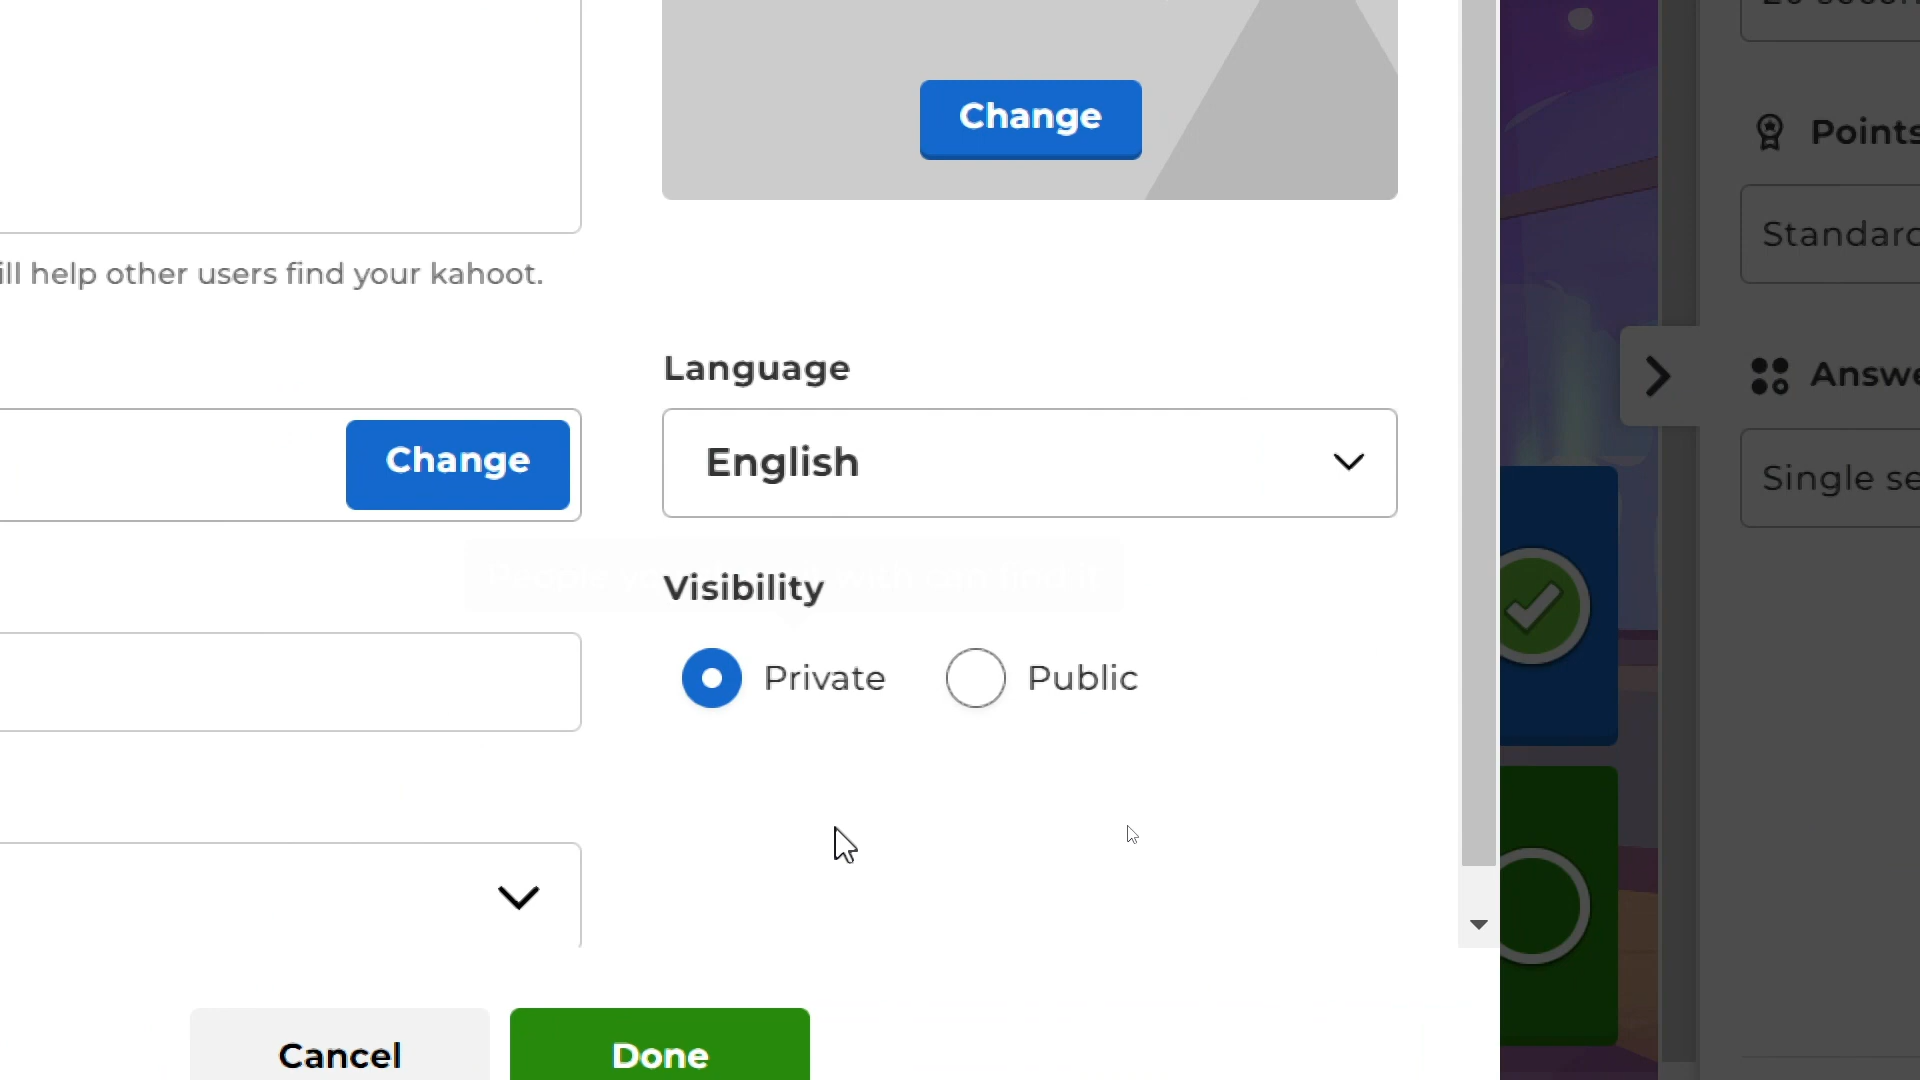 Change
ill help other users find your kahoot.
Language
Change
English
Visibility
Private
Public
Cancel
Done
Points
Standard
Answe
Single se